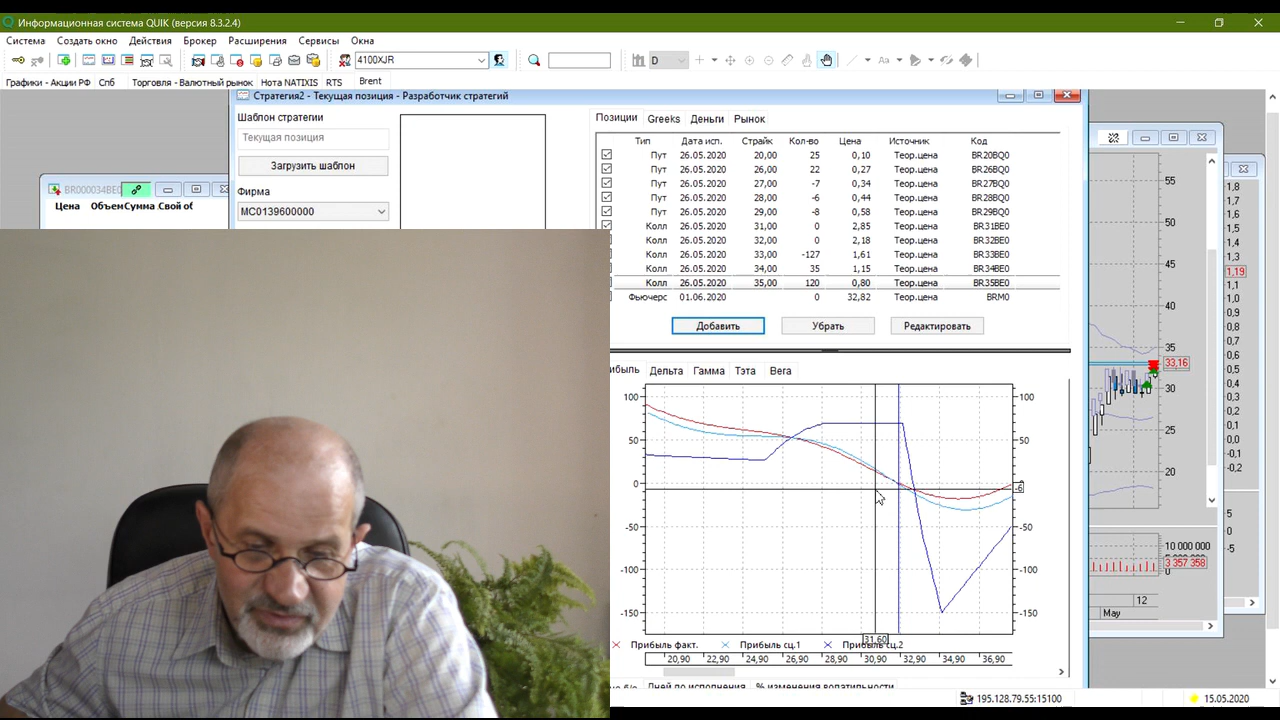 Информационная система QUIK (версия 8.3.2.4)
Система Создать окно Действия Брокер Расширения Сервисы Окна
4100XJR D Aa
Графики - Акции РФ Спб Торговля - Валютный рынок Нота NATIXIS RTS Brent
Стратегия2 - Текущая позиция - Разработчик стратегий
Шаблон стратегии
Текущая позиция
Загрузить шаблон
Фирма
MC0139600000
BR000034BE0
Цена Объем Сумма Свой об
Позиции Greeks Деньги Рынок
Тип Дата исп. Страйк Кол-во Цена Источник Код
Пут 26.05.2020 20,00 25 0,10 Теор.цена BR20BQ0
Пут 26.05.2020 26,00 22 0,27 Теор.цена BR26BQ0
Пут 26.05.2020 27,00 -7 0,34 Теор.цена BR27BQ0
Пут 26.05.2020 28,00 -6 0,44 Теор.цена BR28BQ0
Пут 26.05.2020 29,00 -8 0,58 Теор.цена BR29BQ0
Колл 26.05.2020 31,00 0 2,85 Теор.цена BR31BE0
Колл 26.05.2020 32,00 0 2,18 Теор.цена BR32BE0
Колл 26.05.2020 33,00 -127 1,61 Теор.цена BR33BE0
Колл 26.05.2020 34,00 35 1,15 Теор.цена BR34BE0
Колл 26.05.2020 35,00 120 0,80 Теор.цена BR35BE0
Фьючерс 01.06.2020 0 32,82 Теор.цена BRM0
Добавить Убрать Редактировать
ибыль Дельта Гамма Тэта Вега
100 100
50 50
0
-6
-50 -50
-100 -100
-150 -150
31,60
Прибыль факт. Прибыль сц.1 Прибыль сц.2
20,90 22,90 24,90 26,90 28,90 30,90 32,90 34,90 36,90
Дней по исполнения % изменения волатильности
55
50
45
40
35
33,16
30
25
20
10 000 000
3 357 358
0
12
May
1,8
1,7
1,6
1,5
1,4
1,3
1,19
1,1
1,0
0,9
0,8
0,7
0,6
0,5
0,4
0,3
0,2
0,1
0,0
-0,1
-0,2
5
0
-5
195.128.79.55:15100 15.05.2020